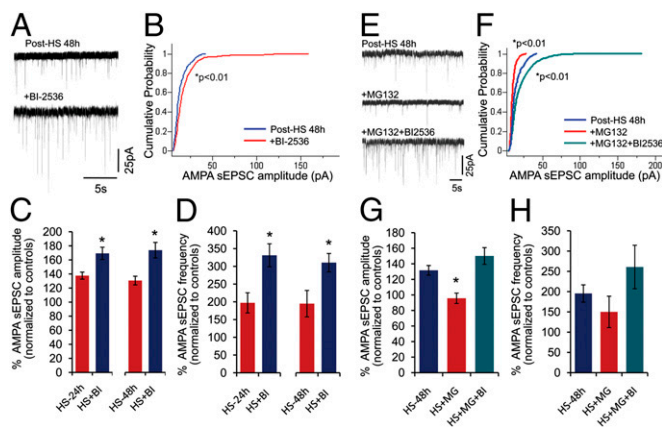 A
Post-HS 48h
+BI-2536
25pA
5s
B
Cumulative Probability
1
0.8
0.6
0.4
0.2
0
*p<0.01
Post-HS 48h
+BI-2536
0 50 100 150
AMPA sEPSC amplitude (pA)
E
Post-HS 48h
+MG132
+MG132+BI2536
25pA
5s
F
Cumulative Probability
1
0.8
0.6
0.4
0.2
0
*p<0.01
*p<0.01
Post-HS 48h
+MG132
+MG132+BI2536
0 50 100 150 200
AMPA sEPSC amplitude (pA)
C
% AMPA sEPSC amplitude
(normalized to controls)
200
180
160
140
120
100
80
60
40
20
0
*
*
HS-24h
HS+BI
HS-48h
HS+BI
D
% AMPA sEPSC frequency
(normalized to controls)
400
350
300
250
200
150
100
50
0
*
*
HS-24h
HS+BI
HS-48h
HS+BI
G
% AMPA sEPSC amplitude
(normalized to controls)
180
160
140
120
100
80
60
40
20
0
*
HS-48h
HS+MG
HS+MG+BI
H
% AMPA sEPSC frequency
(normalized to controls)
350
300
250
200
150
100
50
0
HS-48h
HS+MG
HS+MG+BI